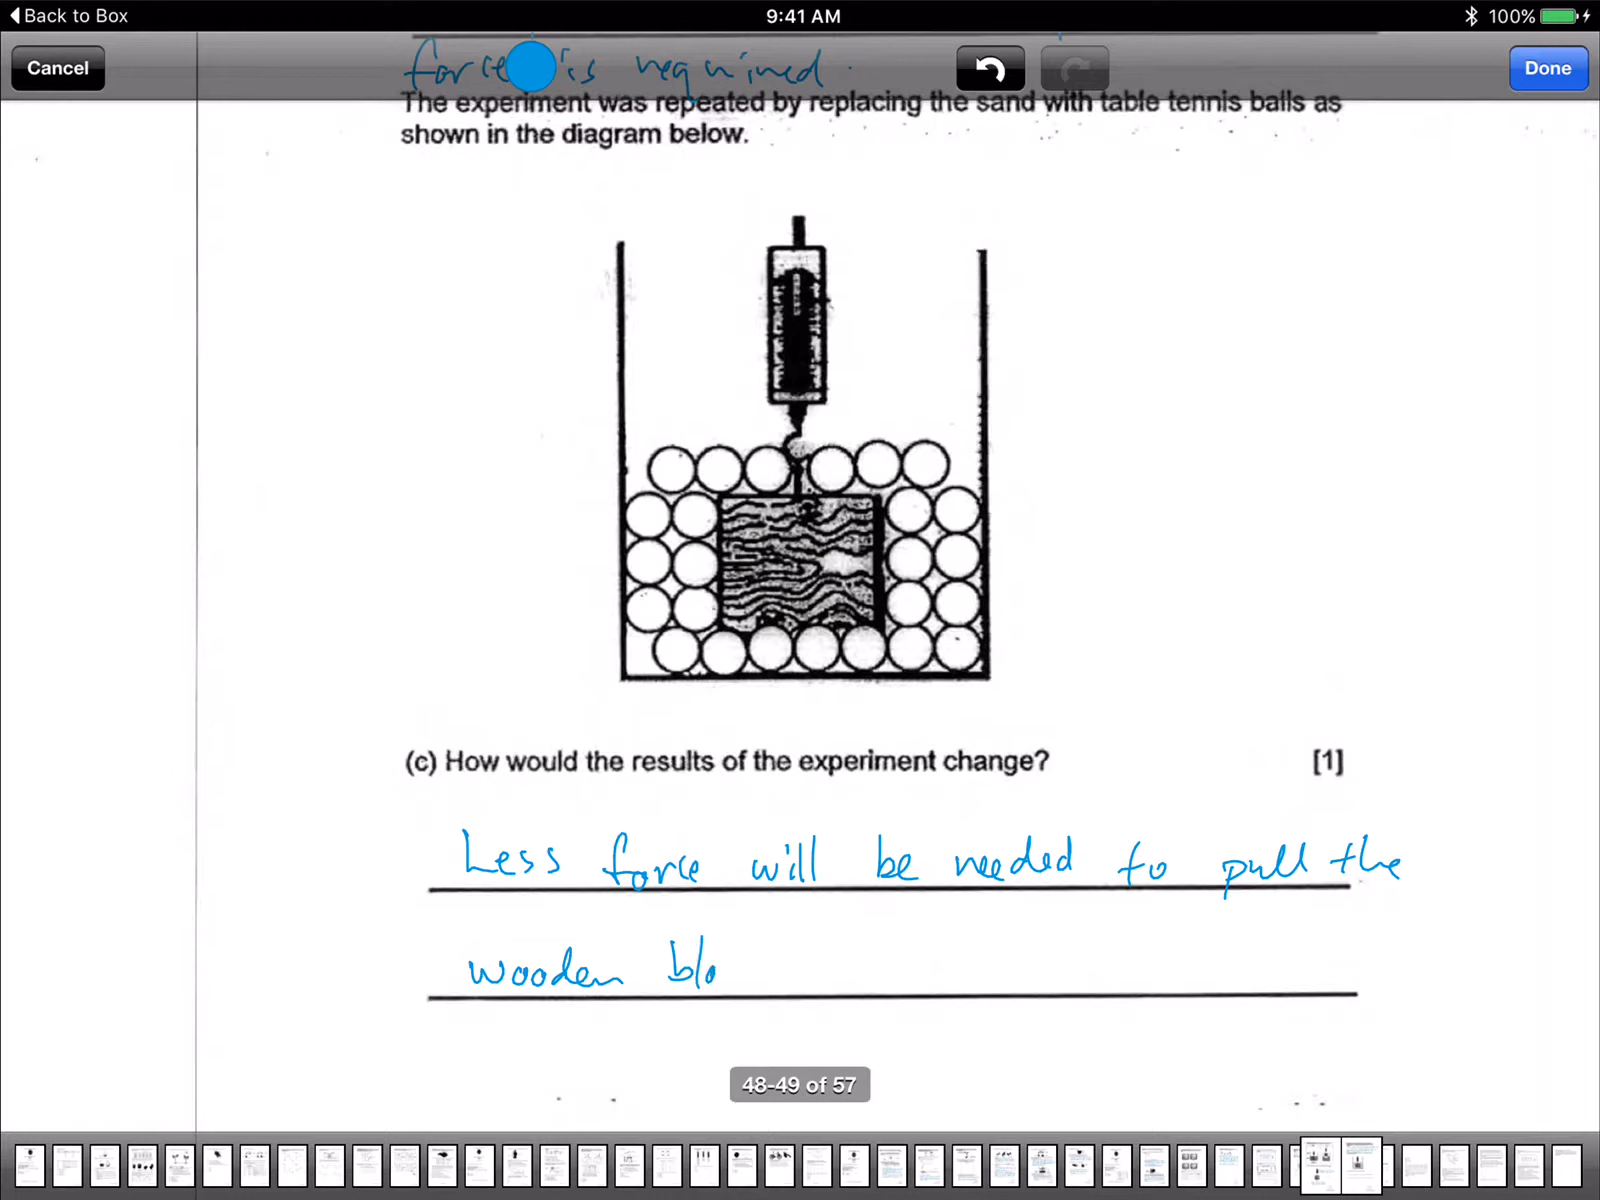 Back to Box
9:41 AM
100%
Cancel
Done
force is required.
The experiment was repeated by replacing the sand with table tennis balls as
shown in the diagram below.
(c) How would the results of the experiment change? [1]
Less force will be needed to pull the
wooden blo
48-49 of 57